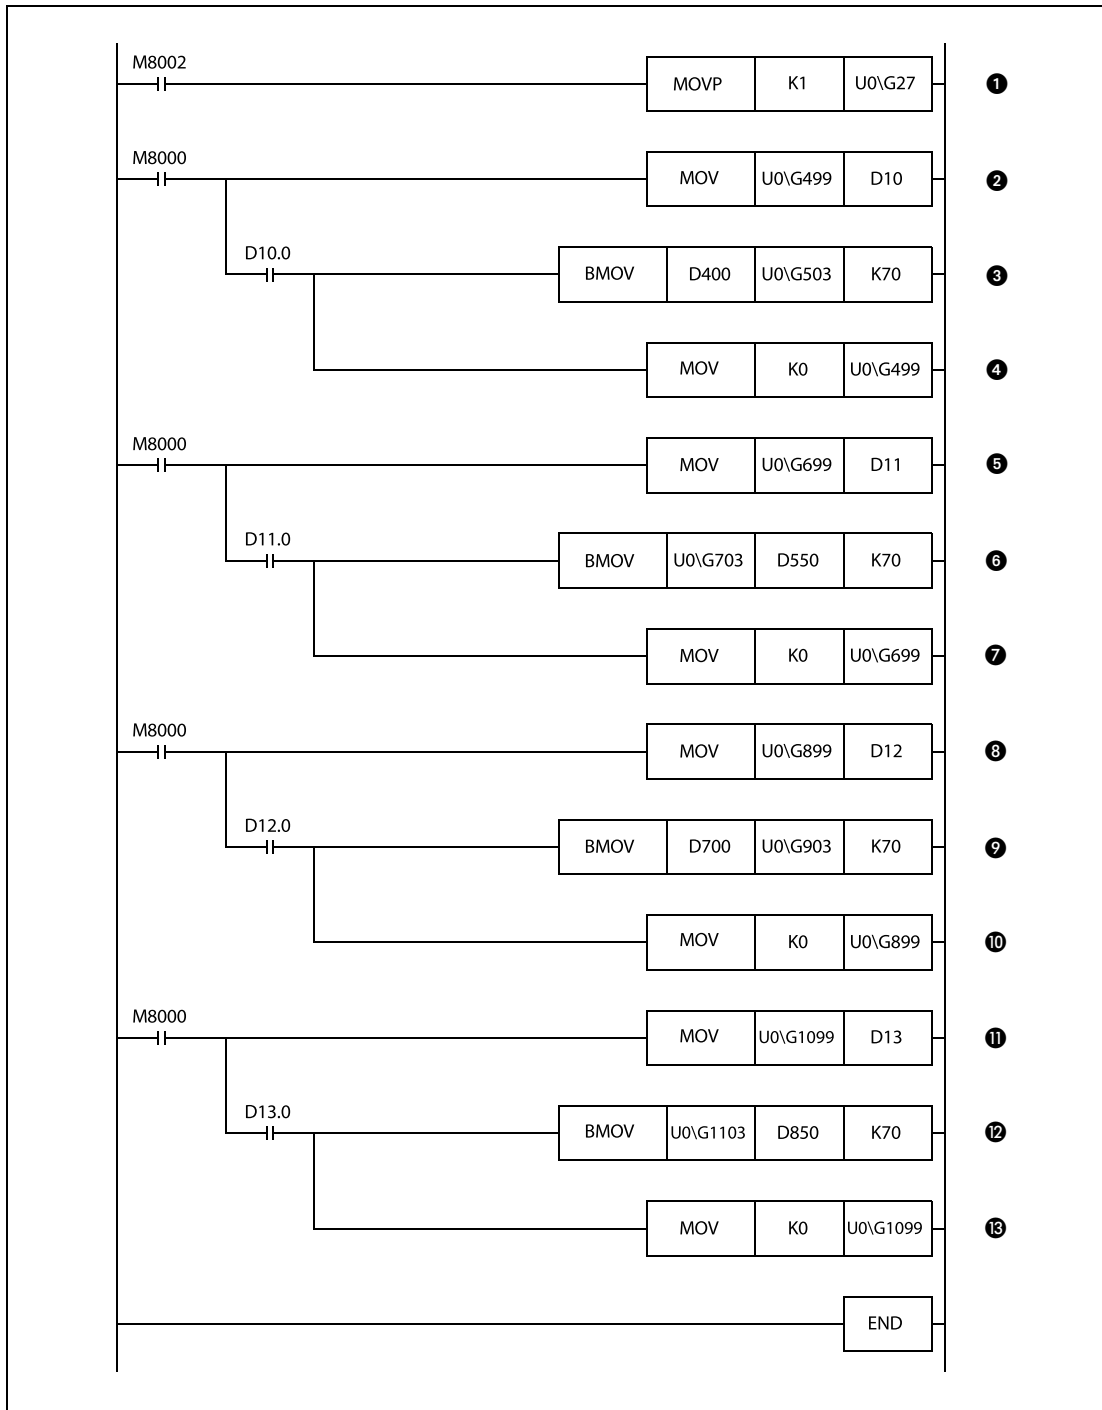 M8002
MOVP K1 U0\G27 ❶
M8000
MOV U0\G499 D10 ❷
D10.0
BMOV D400 U0\G503 K70 ❸
MOV K0 U0\G499 ❹
M8000
MOV U0\G699 D11 ❺
D11.0
BMOV U0\G703 D550 K70 ❻
MOV K0 U0\G699 ❼
M8000
MOV U0\G899 D12 ❽
D12.0
BMOV D700 U0\G903 K70 ❾
MOV K0 U0\G899 ❿
M8000
MOV U0\G1099 D13 ⓫
D13.0
BMOV U0\G1103 D850 K70 ⓬
MOV K0 U0\G1099 ⓭
END